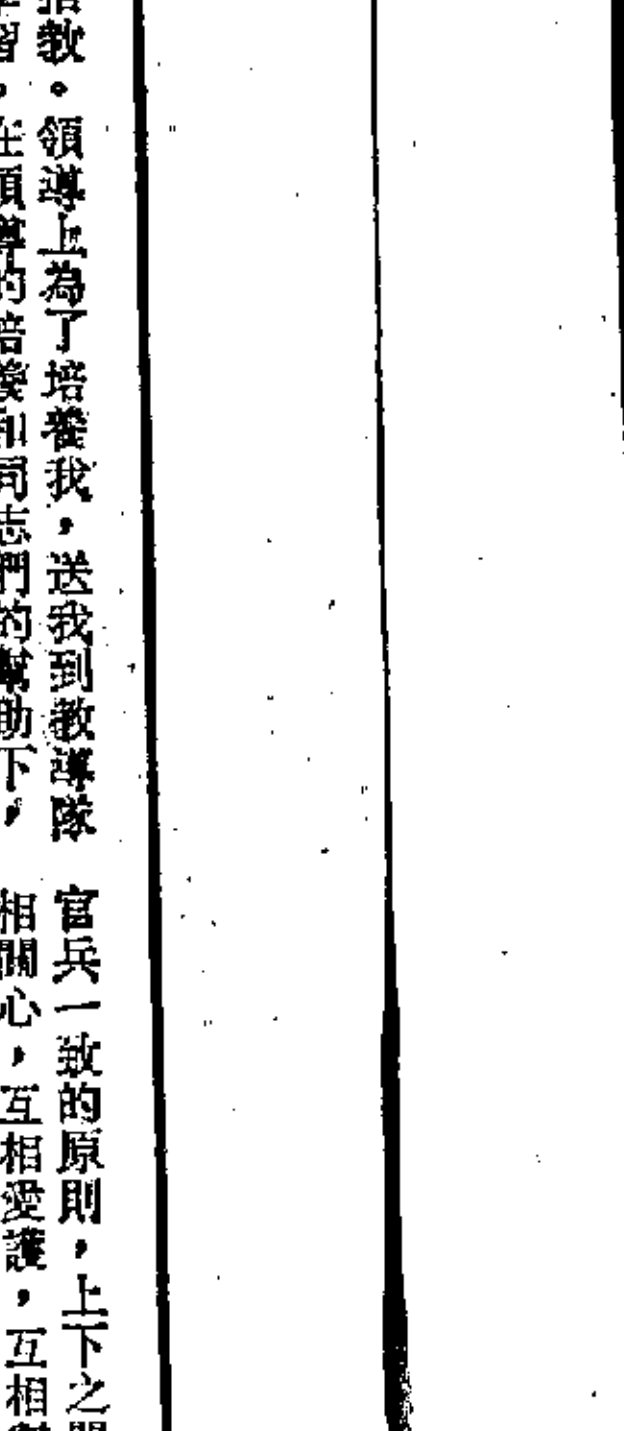 教。領導上為了培養我，送我到教導隊
習，在領導的培養和同志們的幫助下，
官兵一致的原則，上下之間
相關心，互相愛護，互相